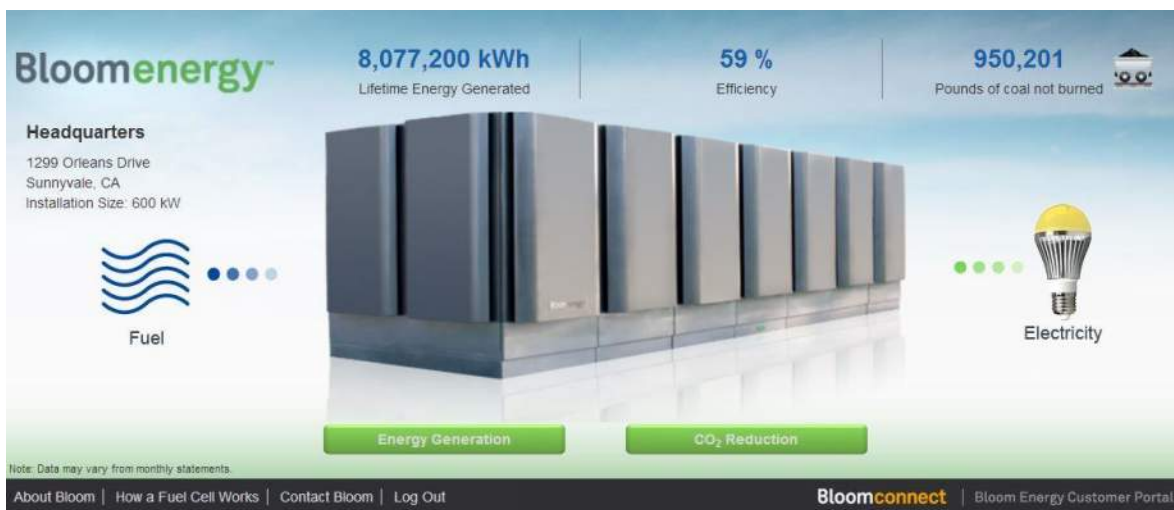 Bloomenergy™
8,077,200 kWh
Lifetime Energy Generated
59 %
Efficiency
950,201
Pounds of coal not burned
Headquarters
1299 Orleans Drive
Sunnyvale, CA
Installation Size: 600 kW
Fuel
Bloomenergy
Electricity
Energy Generation
CO₂ Reduction
Note: Data may vary from monthly statements.
About Bloom | How a Fuel Cell Works | Contact Bloom | Log Out
Bloomconnect | Bloom Energy Customer Portal